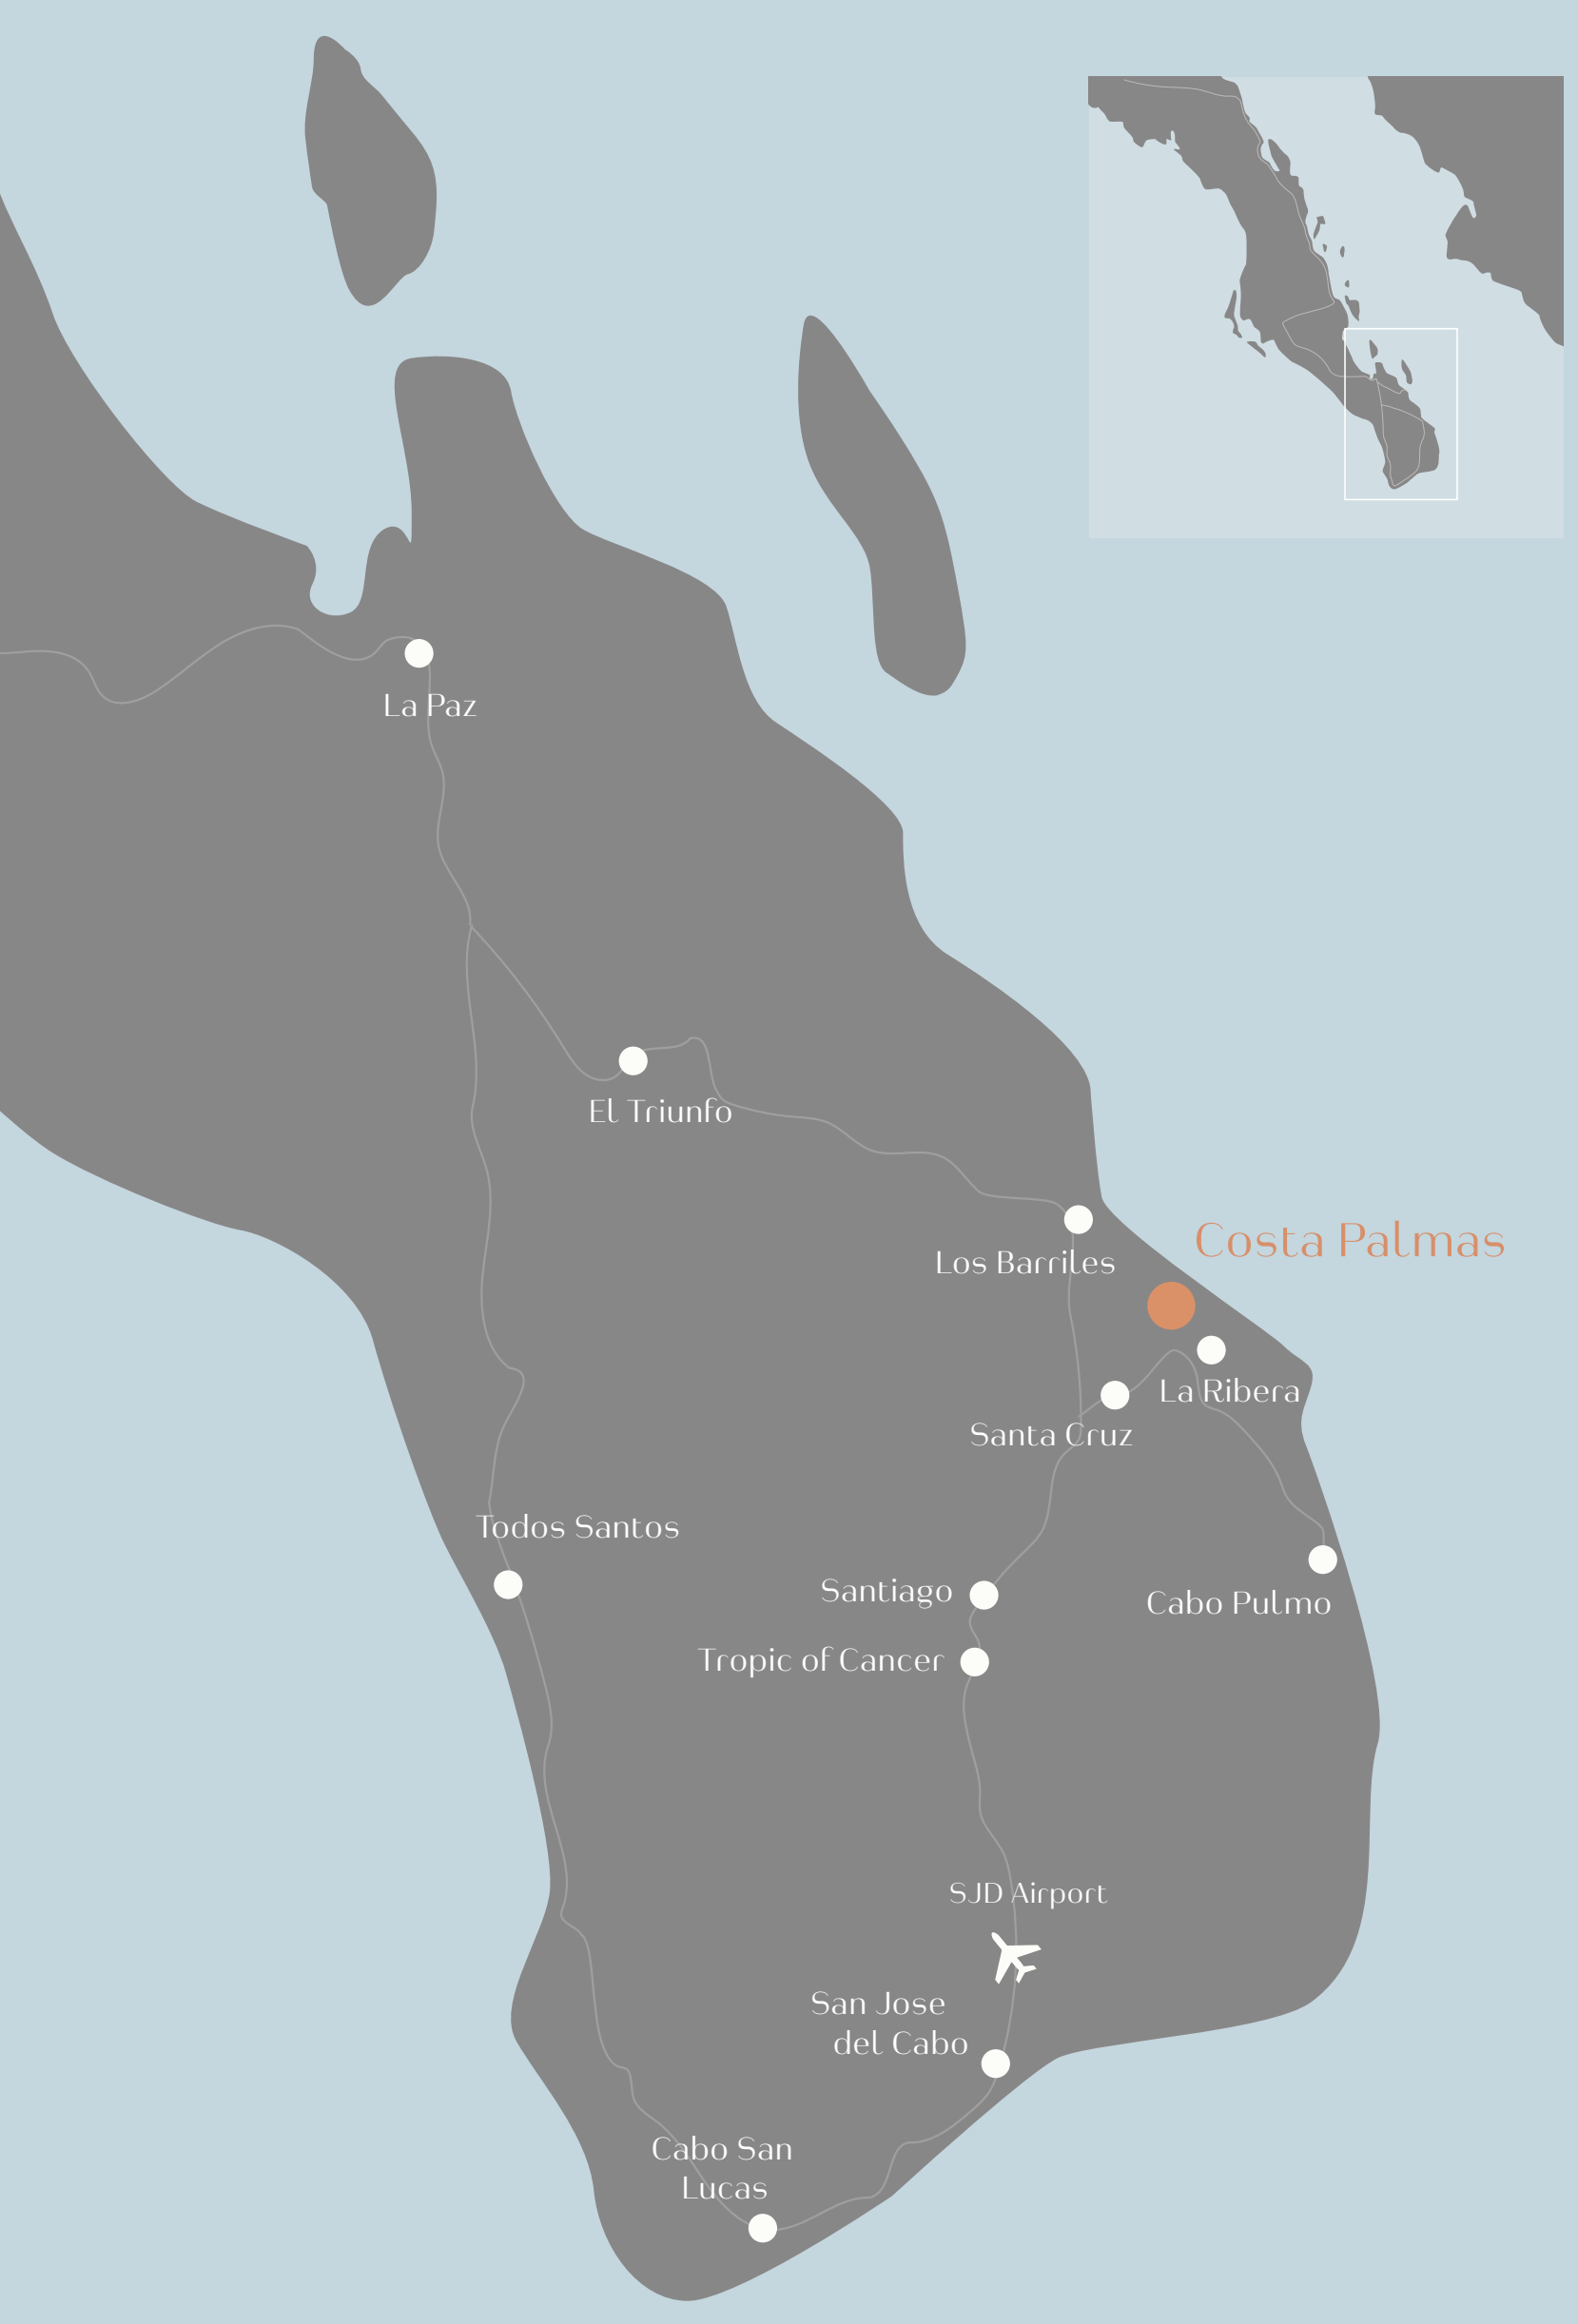 La Paz
El Triunfo
Costa Palmas
Los Barriles
La Ribera
Santa Cruz
Todos Santos
Santiago
Cabo Pulmo
Tropic of Cancer
SJD Airport
San Jose
del Cabo
Cabo San
Lucas